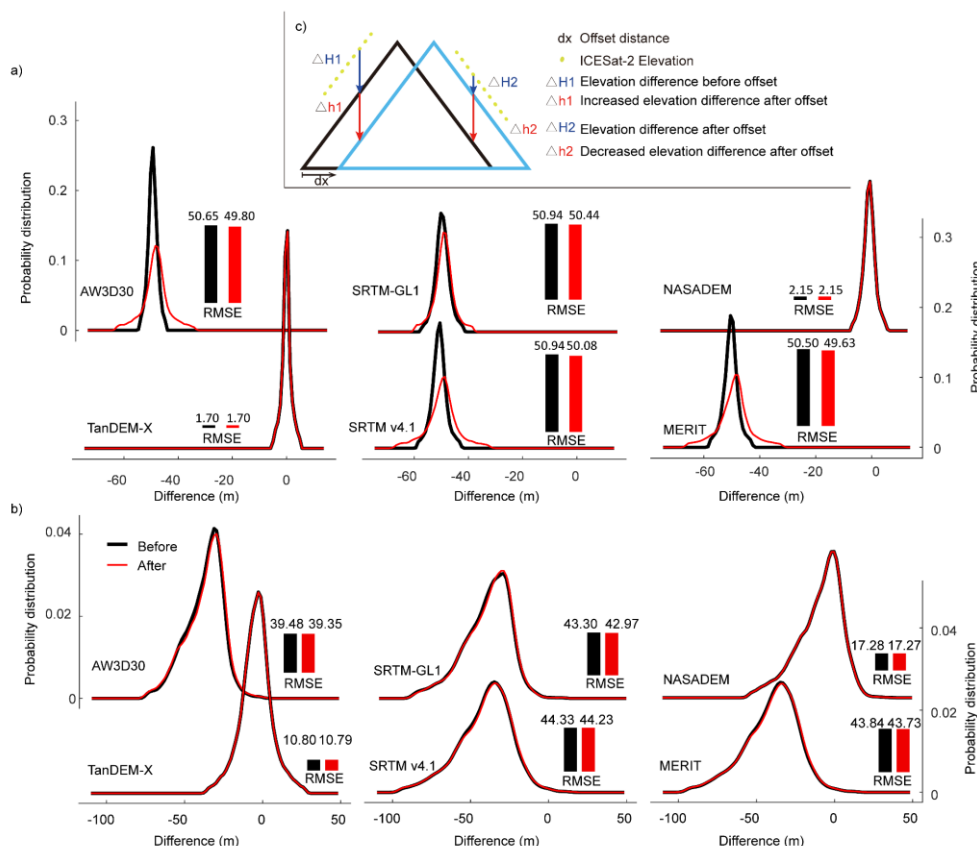 c)
dx Offset distance
ICESat-2 Elevation
△H1 Elevation difference before offset
△h1 Increased elevation difference after offset
△H2 Elevation difference after offset
△h2 Decreased elevation difference after offset
△H1
△H2
△h1
△h2
dx
a)
Probability distribution
0.3
0.2
0.1
0
AW3D30
50.65 49.80
RMSE
TanDEM-X
1.70 1.70
RMSE
-60 -40 -20 0
Difference (m)
SRTM-GL1
50.94 50.44
RMSE
SRTM v4.1
50.94 50.08
RMSE
-60 -40 -20 0
Difference (m)
NASADEM
2.15 2.15
RMSE
MERIT
50.50 49.63
RMSE
-60 -40 -20 0
Difference (m)
0.3
0.2
0.1
0
Probability distribution
b)
Probability distribution
0.04
0.02
0
Before
After
AW3D30
39.48 39.35
RMSE
TanDEM-X
10.80 10.79
RMSE
-100 -50 0 50
Difference (m)
SRTM-GL1
43.30 42.97
RMSE
SRTM v4.1
44.33 44.23
RMSE
-100 -50 0 50
Difference (m)
NASADEM
17.28 17.27
RMSE
MERIT
43.84 43.73
RMSE
-100 -50 0 50
Difference (m)
0.04
0.02
0
Probability distribution